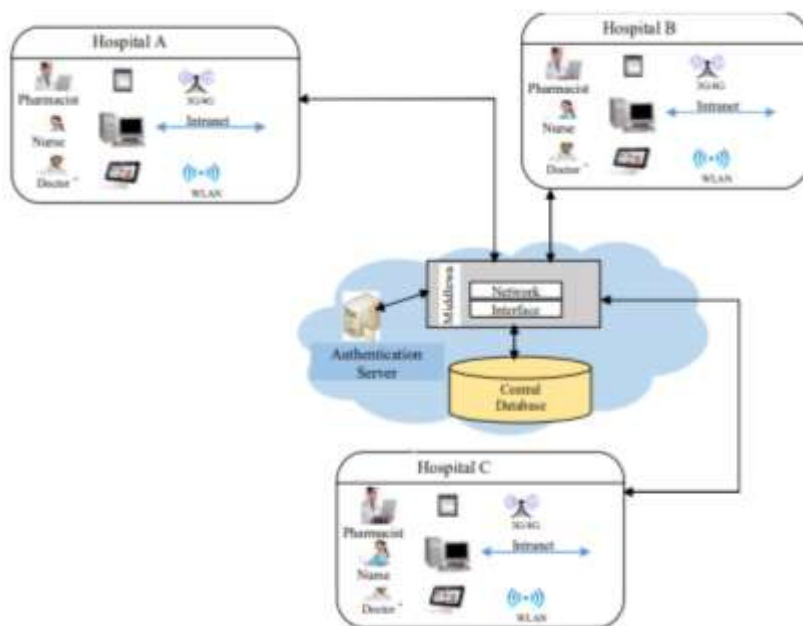 Hospital A
Pharmacist
3G/4G
Intranet
Nurse
Doctor
WLAN
Hospital B
Pharmacist
3G/4G
Intranet
Nurse
Doctor
WLAN
Middlewa
Network
Interface
Authentication
Server
Central
Database
Hospital C
Pharmacist
3G/4G
Intranet
Nurse
Doctor
WLAN